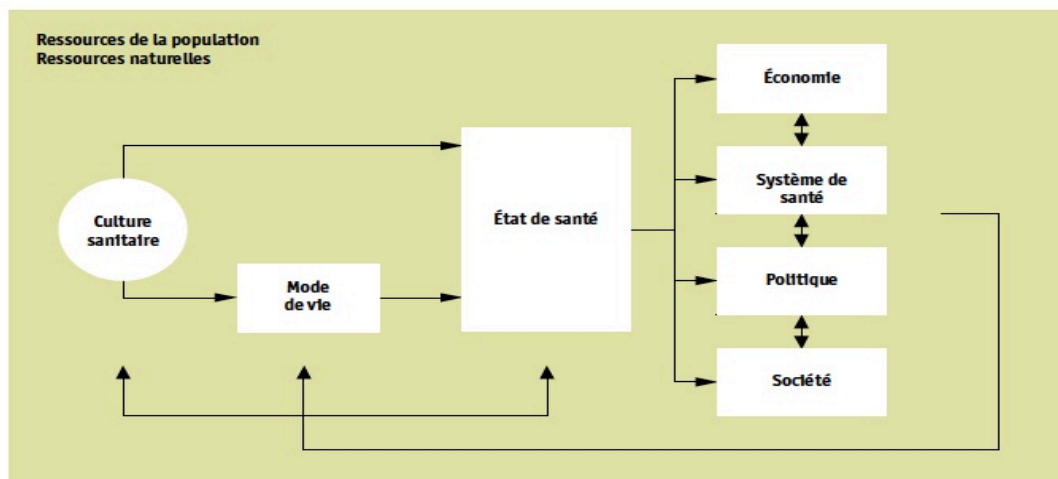 Ressources de la population
Ressources naturelles
Économie
Système de
santé
État de santé
Culture
sanitaire
Politique
Mode
de vie
Société